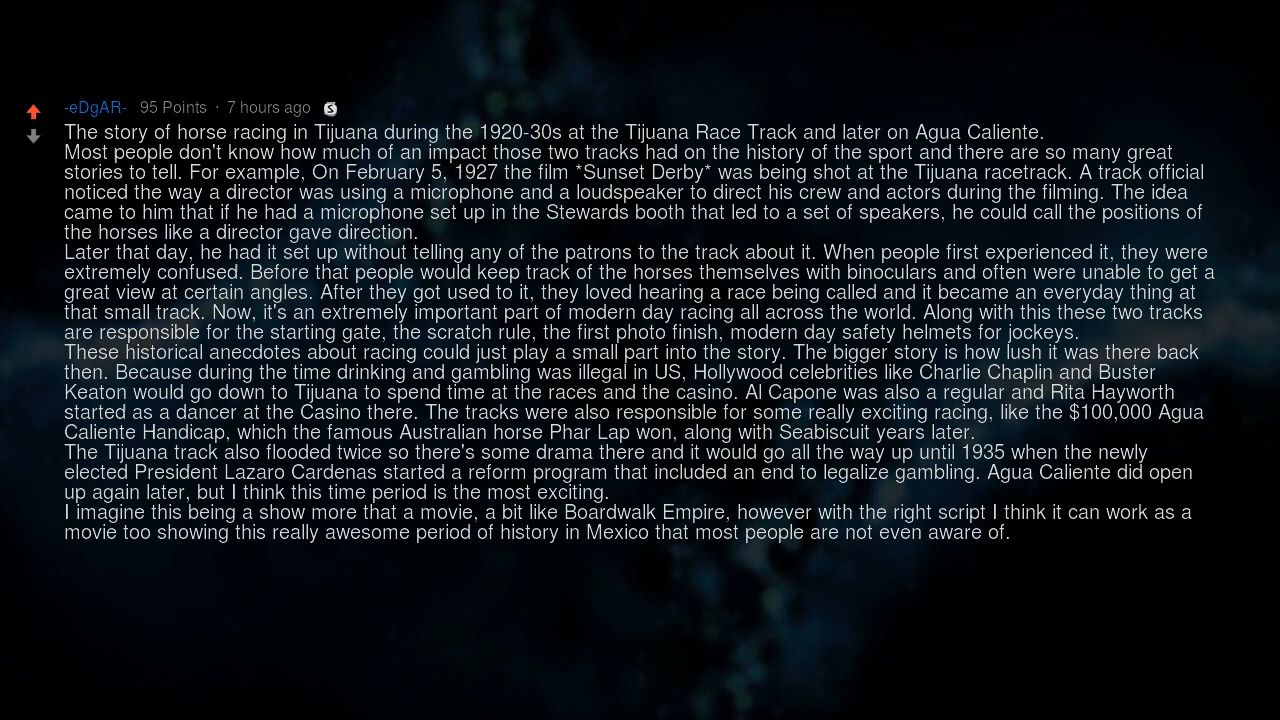 -eDgAR- 95 Points · 7 hours ago
The story of horse racing in Tijuana during the 1920-30s at the Tijuana Race Track and later on Agua Caliente.
Most people don't know how much of an impact those two tracks had on the history of the sport and there are so many great
stories to tell. For example, On February 5, 1927 the film *Sunset Derby* was being shot at the Tijuana racetrack. A track official
noticed the way a director was using a microphone and a loudspeaker to direct his crew and actors during the filming. The idea
came to him that if he had a microphone set up in the Stewards booth that led to a set of speakers, he could call the positions of
the horses like a director gave direction.
Later that day, he had it set up without telling any of the patrons to the track about it. When people first experienced it, they were
extremely confused. Before that people would keep track of the horses themselves with binoculars and often were unable to get a
great view at certain angles. After they got used to it, they loved hearing a race being called and it became an everyday thing at
that small track. Now, it's an extremely important part of modern day racing all across the world. Along with this these two tracks
are responsible for the starting gate, the scratch rule, the first photo finish, modern day safety helmets for jockeys.
These historical anecdotes about racing could just play a small part into the story. The bigger story is how lush it was there back
then. Because during the time drinking and gambling was illegal in US, Hollywood celebrities like Charlie Chaplin and Buster
Keaton would go down to Tijuana to spend time at the races and the casino. Al Capone was also a regular and Rita Hayworth
started as a dancer at the Casino there. The tracks were also responsible for some really exciting racing, like the $100,000 Agua
Caliente Handicap, which the famous Australian horse Phar Lap won, along with Seabiscuit years later.
The Tijuana track also flooded twice so there's some drama there and it would go all the way up until 1935 when the newly
elected President Lazaro Cardenas started a reform program that included an end to legalize gambling. Agua Caliente did open
up again later, but I think this time period is the most exciting.
I imagine this being a show more that a movie, a bit like Boardwalk Empire, however with the right script I think it can work as a
movie too showing this really awesome period of history in Mexico that most people are not even aware of.